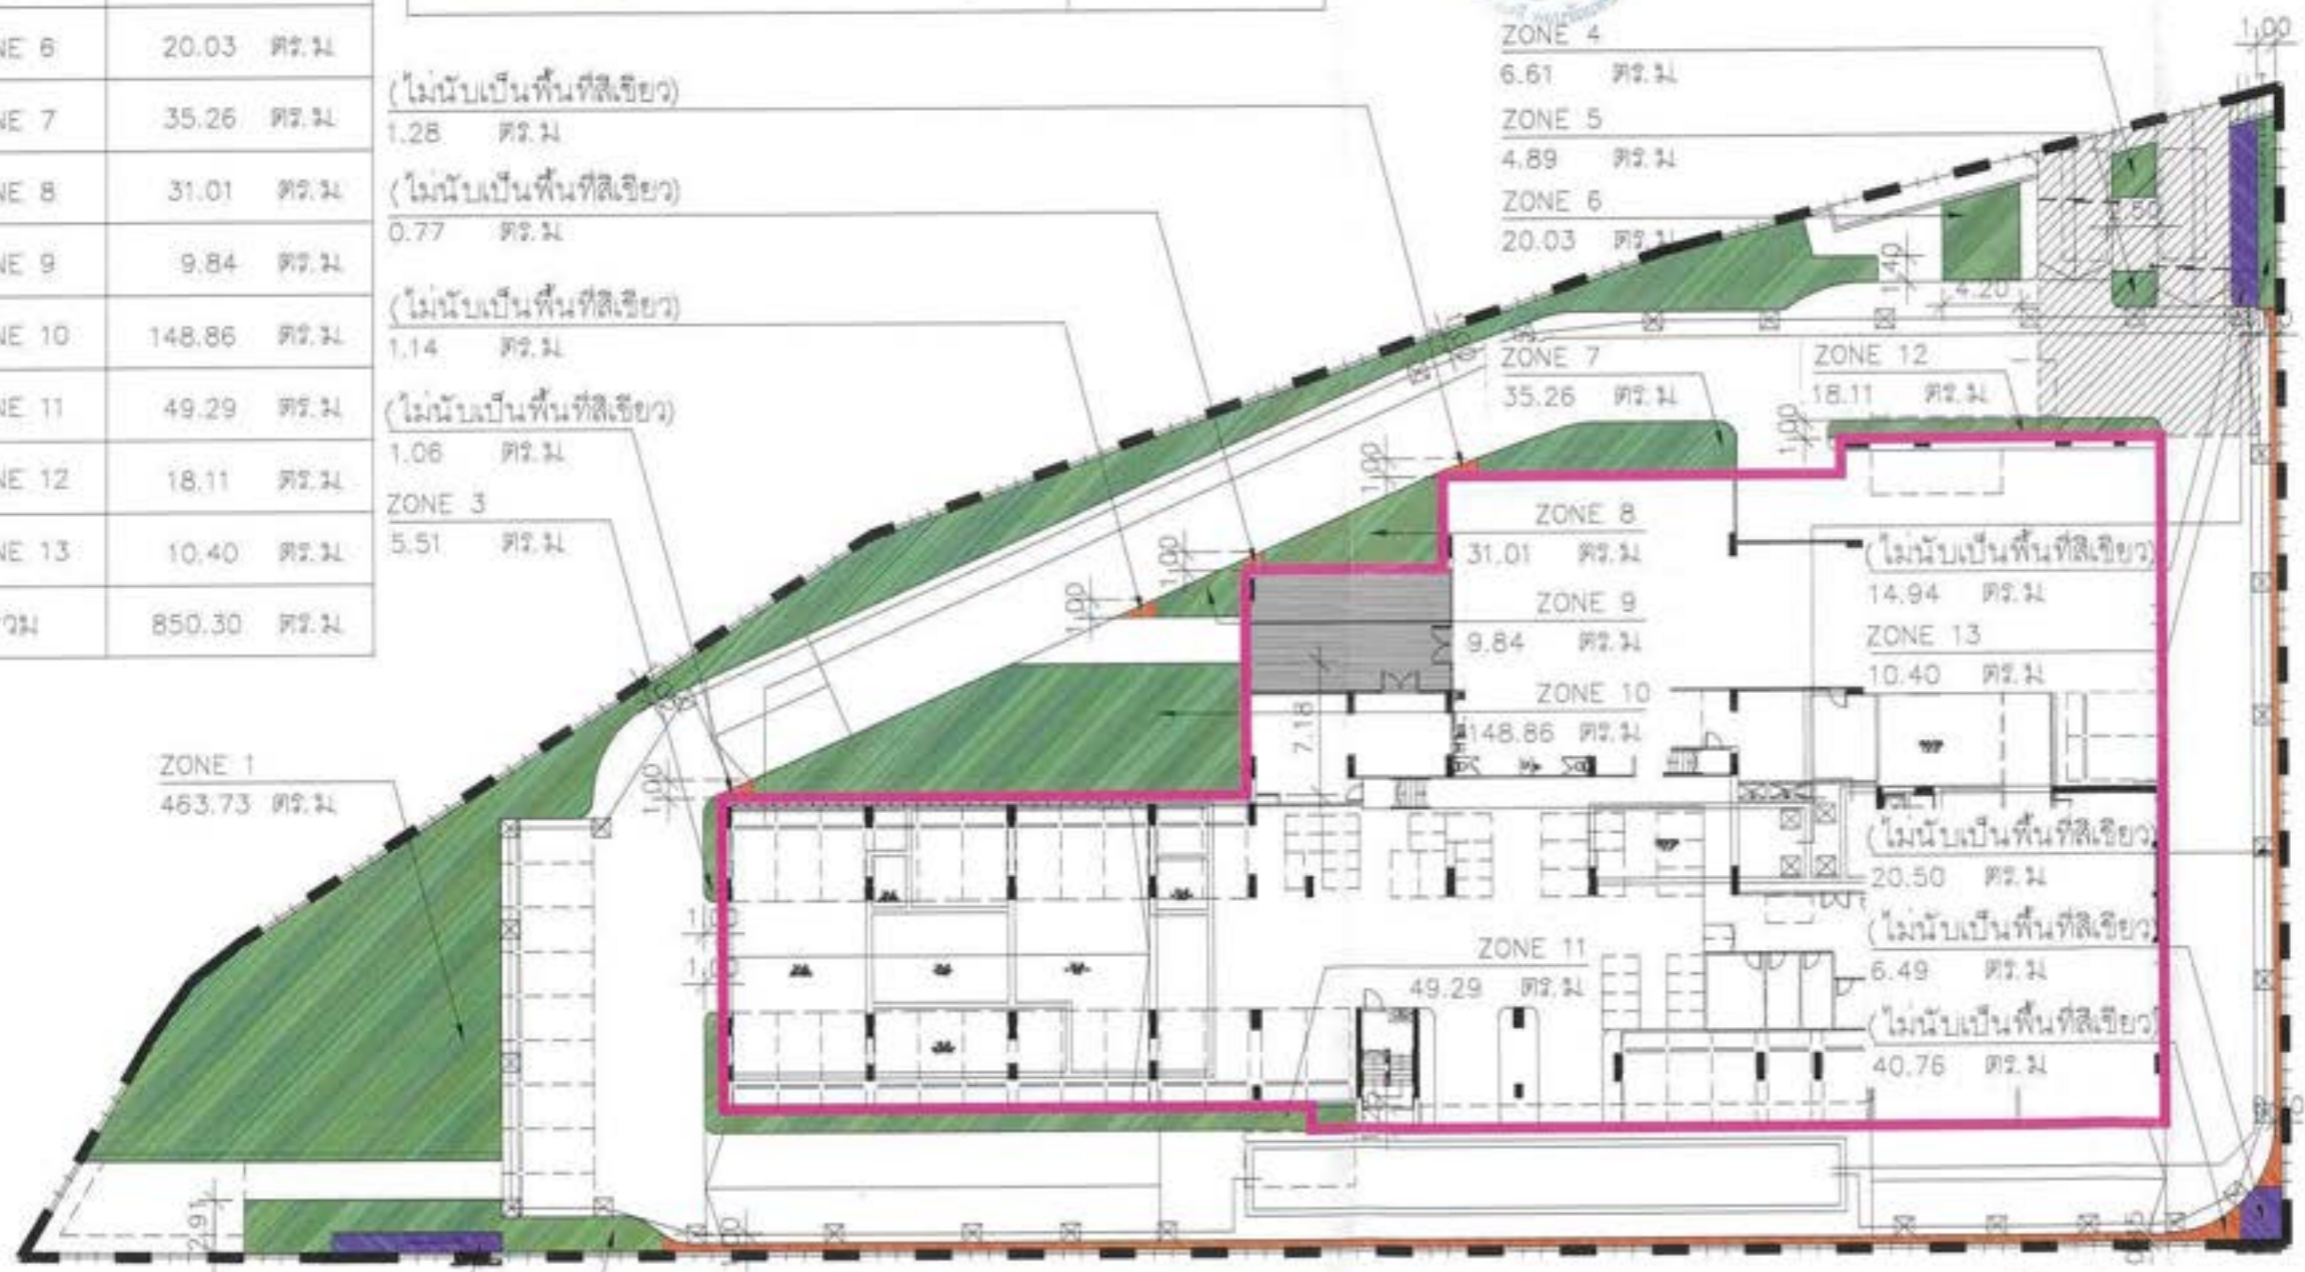 NE 6 20.03 ตร.ม.
NE 7 35.26 ตร.ม.
NE 8 31.01 ตร.ม.
NE 9 9.84 ตร.ม.
NE 10 148.86 ตร.ม.
NE 11 49.29 ตร.ม.
NE 12 18.11 ตร.ม.
NE 13 10.40 ตร.ม.
วม 850.30 ตร.ม.
(ไม่นับเป็นพื้นที่สีเขียว)
1.28 ตร.ม.
(ไม่นับเป็นพื้นที่สีเขียว)
0.77 ตร.ม.
(ไม่นับเป็นพื้นที่สีเขียว)
1.14 ตร.ม.
(ไม่นับเป็นพื้นที่สีเขียว)
1.06 ตร.ม.
ZONE 3
5.51 ตร.ม.
ZONE 1
463.73 ตร.ม.
ZONE 4
6.61 ตร.ม.
ZONE 5
4.89 ตร.ม.
ZONE 6
20.03 ตร.ม.
1.00
1.40
4.20
ZONE 7
35.26 ตร.ม.
ZONE 12
18.11 ตร.ม.
1.00
1.00
1.00
1.00
1.00
ZONE 8
31.01 ตร.ม.
ZONE 9
9.84 ตร.ม.
ZONE 10
148.86 ตร.ม.
7.18
(ไม่นับเป็นพื้นที่สีเขียว)
14.94 ตร.ม.
ZONE 13
10.40 ตร.ม.
(ไม่นับเป็นพื้นที่สีเขียว)
20.50 ตร.ม.
(ไม่นับเป็นพื้นที่สีเขียว)
6.49 ตร.ม.
(ไม่นับเป็นพื้นที่สีเขียว)
40.76 ตร.ม.
ZONE 11
49.29 ตร.ม.
1.00
1.00
2.91